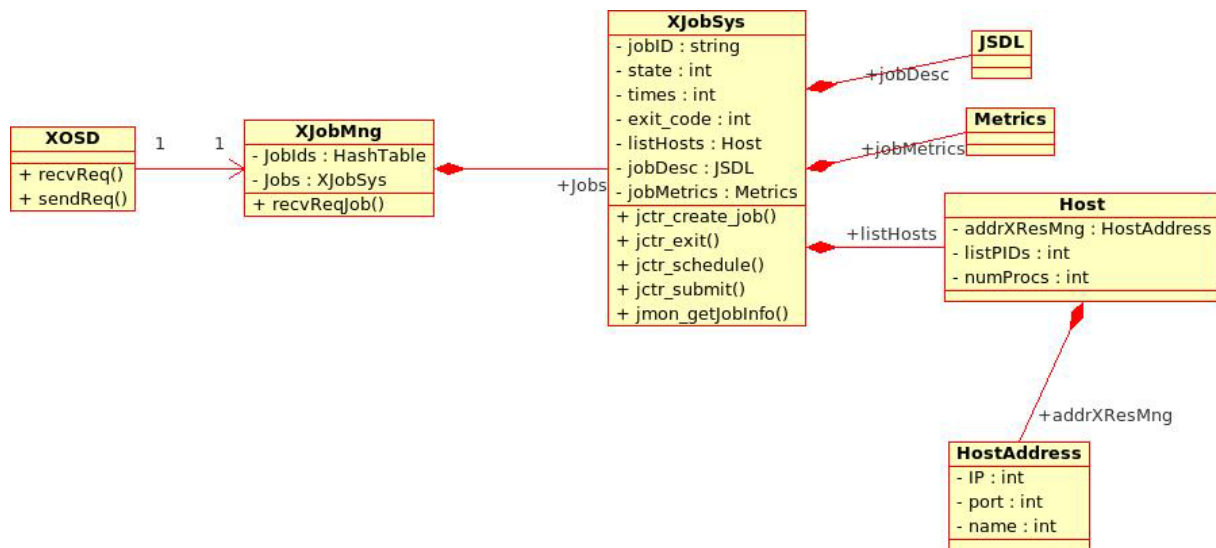 XOSD
+ recvReq()
+ sendReq()
1
1
XJobMng
- JobIds : HashTable
- Jobs : XJobSys
+ recvReqJob()
+Jobs
XJobSys
- jobID : string
- state : int
- times : int
- exit_code : int
- listHosts : Host
- jobDesc : JSDL
- jobMetrics : Metrics
+ jctr_create_job()
+ jctr_exit()
+ jctr_schedule()
+ jctr_submit()
+ jmon_getJobInfo()
+jobDesc
JSDL
+jobMetrics
Metrics
+listHosts
Host
- addrXResMng : HostAddress
- listPIDs : int
- numProcs : int
+addrXResMng
HostAddress
- IP : int
- port : int
- name : int